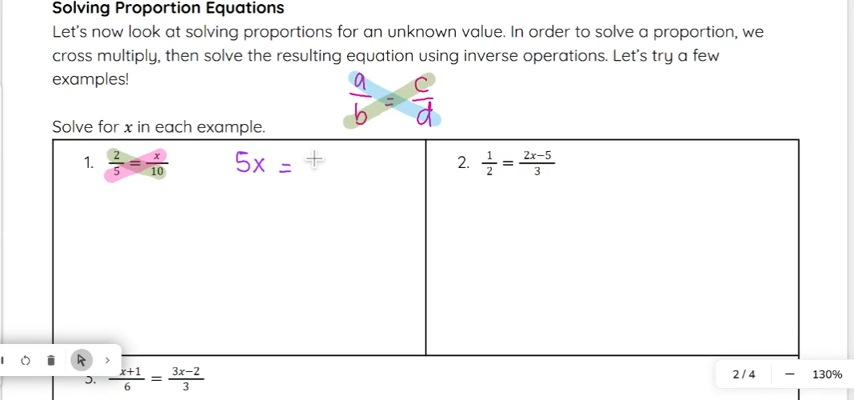 Solving Proportion Equations
Let's now look at solving proportions for an unknown value. In order to solve a proportion, we
cross multiply, then solve the resulting equation using inverse operations. Let's try a few
examples!
a/b = c/d
Solve for x in each example.
1. 2/5 = x/10 5x =
2. 1/2 = 2x−5/3
3. x+1/6 = 3x−2/3
2 / 4 − 130%